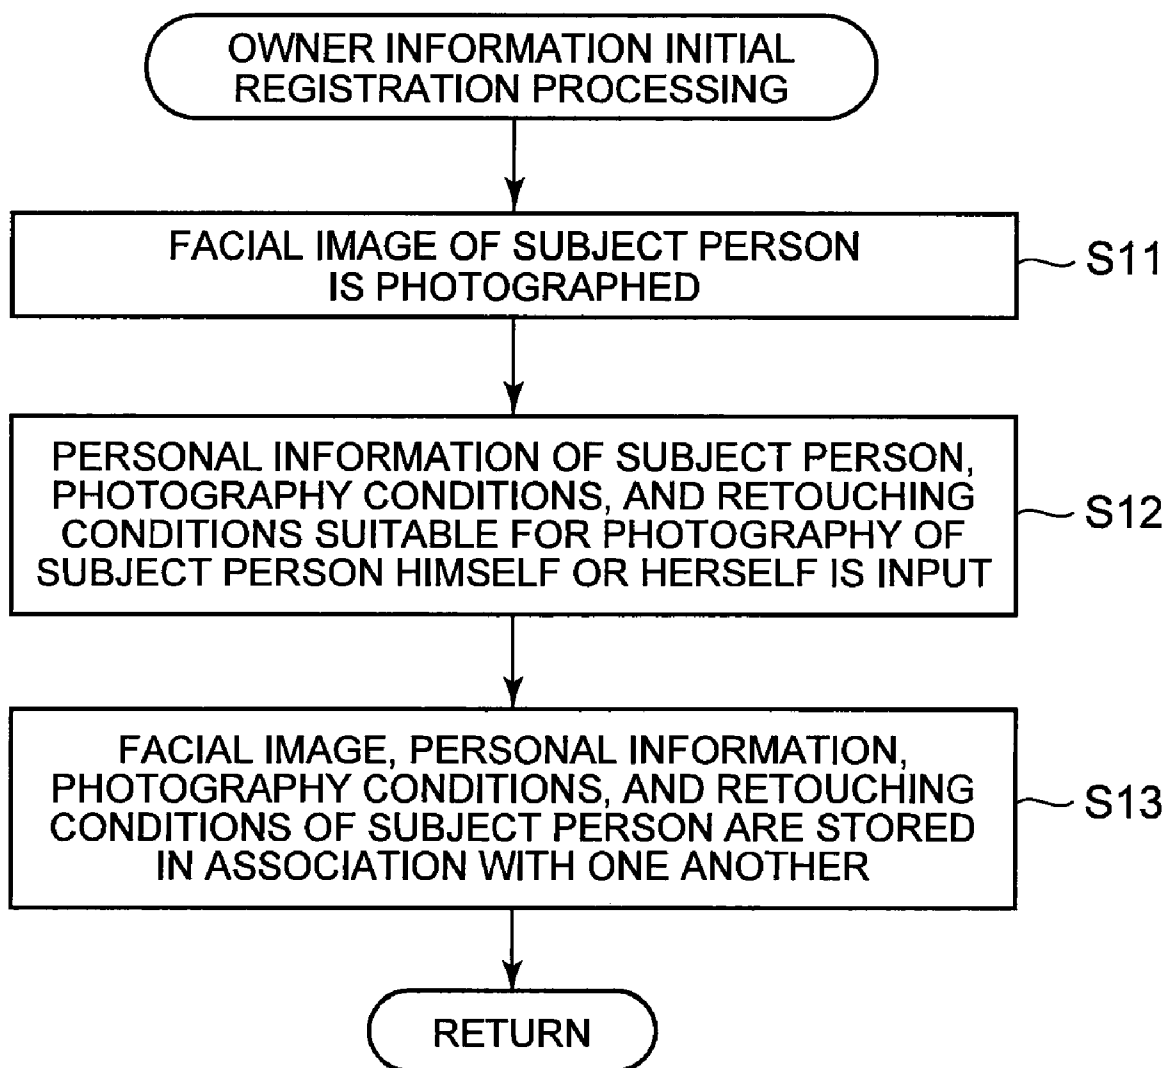 OWNER INFORMATION INITIAL
REGISTRATION PROCESSING
FACIAL IMAGE OF SUBJECT PERSON
IS PHOTOGRAPHED
S11
PERSONAL INFORMATION OF SUBJECT PERSON,
PHOTOGRAPHY CONDITIONS, AND RETOUCHING
CONDITIONS SUITABLE FOR PHOTOGRAPHY OF
SUBJECT PERSON HIMSELF OR HERSELF IS INPUT
S12
FACIAL IMAGE, PERSONAL INFORMATION,
PHOTOGRAPHY CONDITIONS, AND RETOUCHING
CONDITIONS OF SUBJECT PERSON ARE STORED
IN ASSOCIATION WITH ONE ANOTHER
S13
RETURN